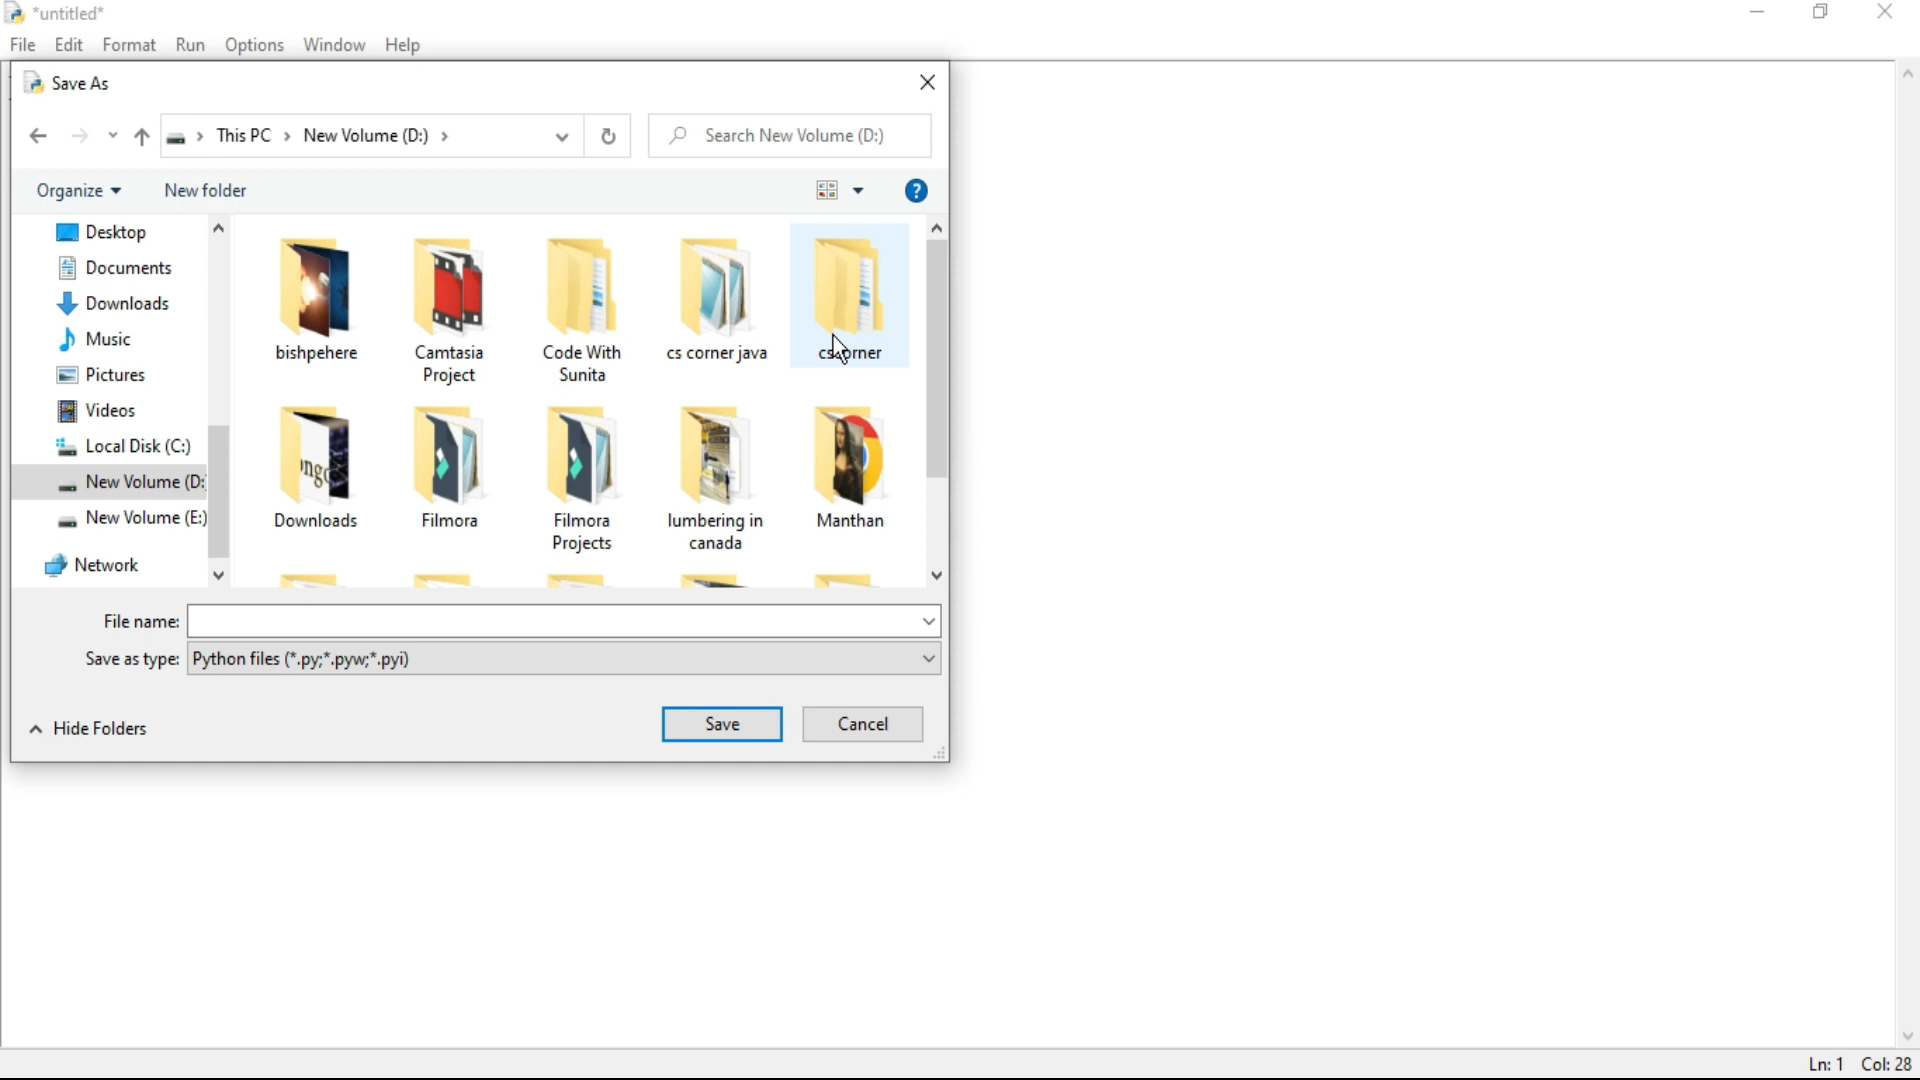 *untitled*
File Edit Format Run Options Window Help
Save As
This PC > New Volume (D:) >
Search New Volume (D:)
Organize New folder
Desktop
Documents
Downloads
Music
Pictures
Videos
Local Disk (C:)
New Volume (D:
New Volume (E:)
Network
bishpehere
Camtasia
Project
Code With
Sunita
cs corner java
Downloads
Filmora
Filmora
Projects
lumbering in
canada
Manthan
File name:
Save as type: Python files (*.py;*.pyw;*.pyi)
Hide Folders
Save Cancel
Ln: 1 Col: 28